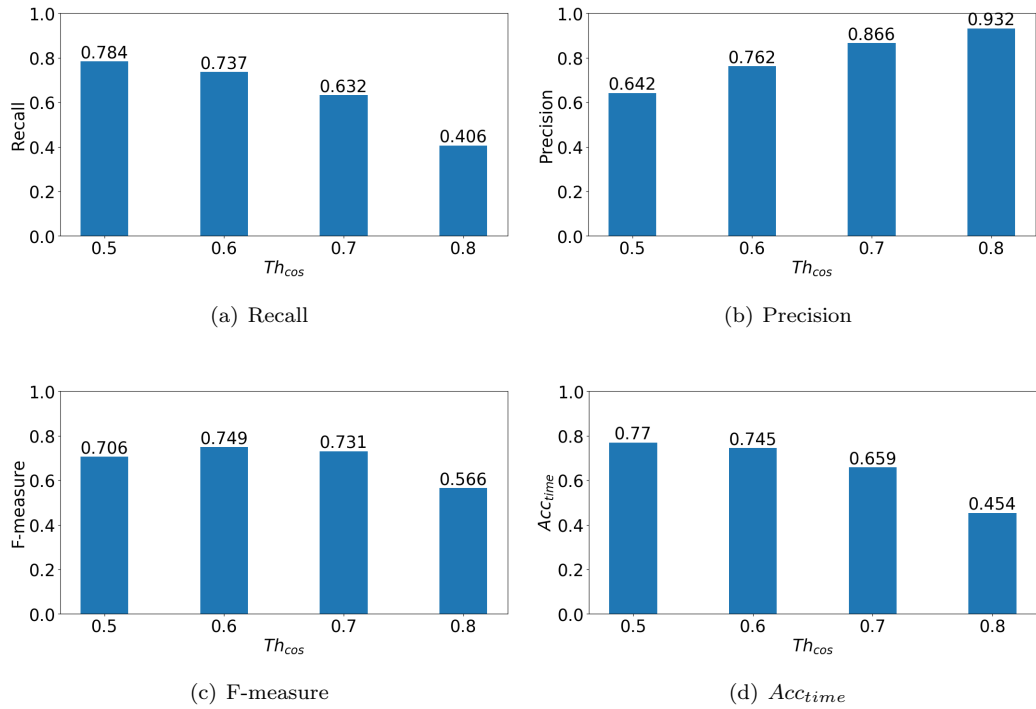 1.0
0.8
0.6
0.4
0.2
0.0
Recall
0.784
0.737
0.632
0.406
0.5 0.6 0.7 0.8
Th_cos
(a) Recall
1.0
0.8
0.6
0.4
0.2
0.0
Precision
0.642
0.762
0.866
0.932
0.5 0.6 0.7 0.8
Th_cos
(b) Precision
1.0
0.8
0.6
0.4
0.2
0.0
F-measure
0.706
0.749
0.731
0.566
0.5 0.6 0.7 0.8
Th_cos
(c) F-measure
1.0
0.8
0.6
0.4
0.2
0.0
Acc_time
0.77
0.745
0.659
0.454
0.5 0.6 0.7 0.8
Th_cos
(d) Acc_time